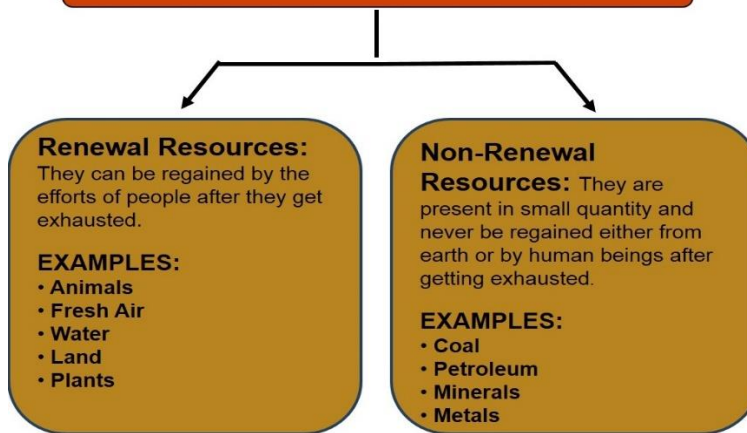 Renewal Resources:
They can be regained by the
efforts of people after they get
exhausted.
EXAMPLES:
• Animals
• Fresh Air
• Water
• Land
• Plants
Non-Renewal
Resources: They are
present in small quantity and
never be regained either from
earth or by human beings after
getting exhausted.
EXAMPLES:
• Coal
• Petroleum
• Minerals
• Metals